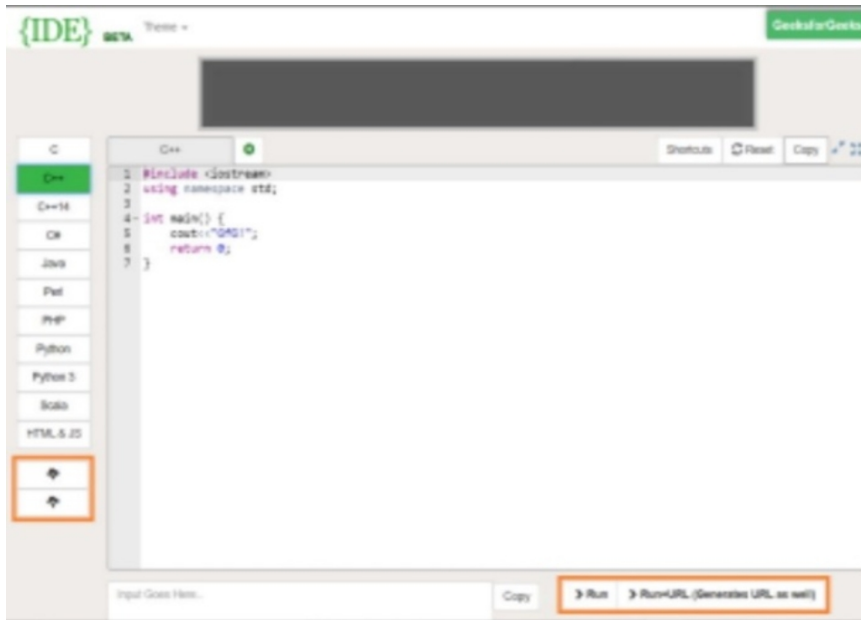 {IDE} BETA Theme
GeeksforGeeks
C++
Shortcuts Reset Copy
C
C++
C++14
C#
Java
Perl
PHP
Python
Python 3
Scala
HTML & JS
1 #include <iostream>
2 using namespace std;
3
4 int main() {
5 cout<<"GfG!";
6 return 0;
7 }
Input Goes Here..
Copy
Run
Run+URL (Generates URL as well)